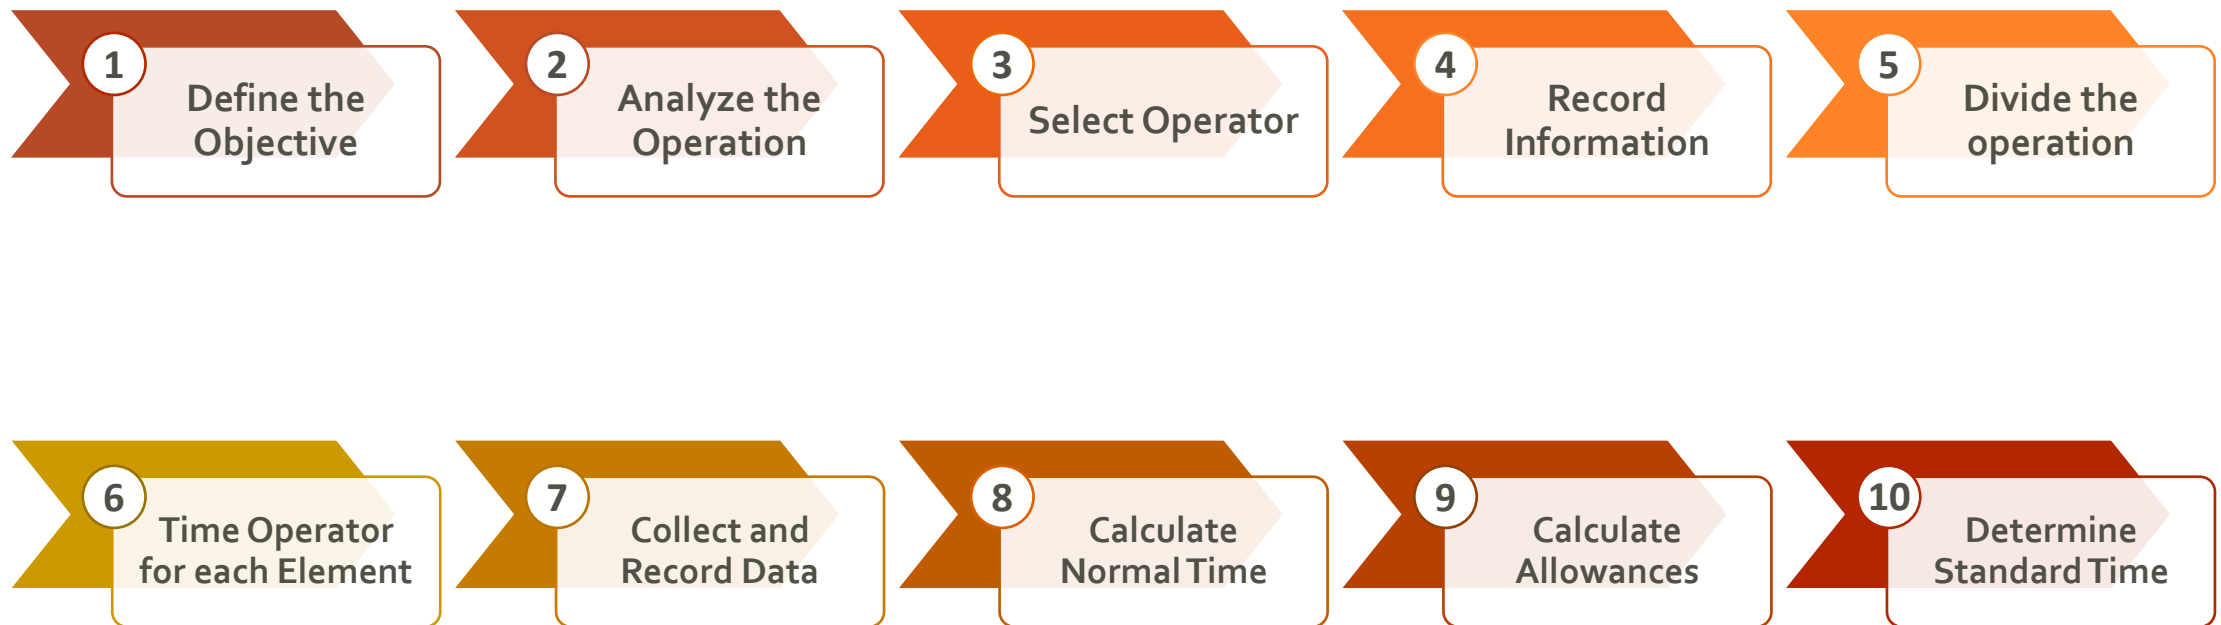 1
Define the
Objective
2
Analyze the
Operation
3
Select Operator
4
Record
Information
5
Divide the
operation
6
Time Operator
for each Element
7
Collect and
Record Data
8
Calculate
Normal Time
9
Calculate
Allowances
10
Determine
Standard Time